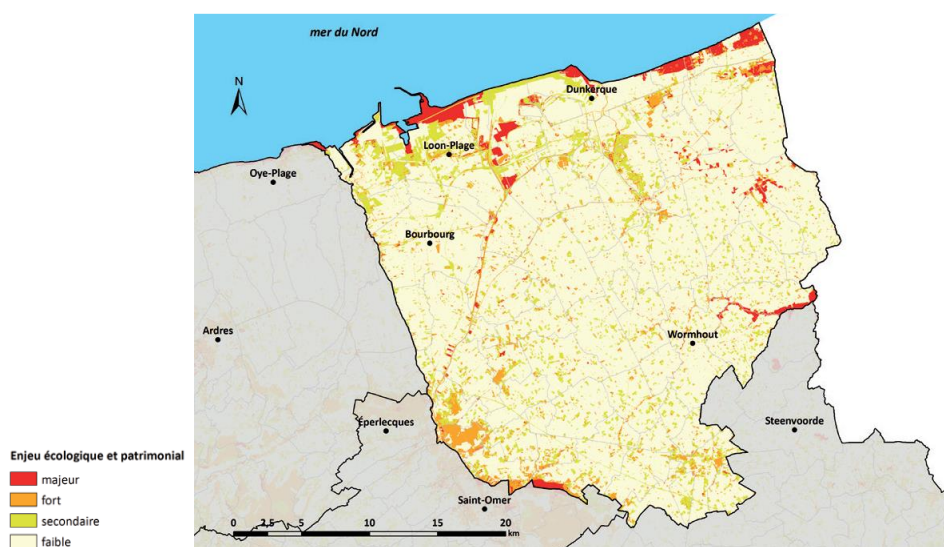 mer du Nord
N
Dunkerque
Loon-Plage
Oye-Plage
Bourbourg
Ardres
Wormhout
Steenvoorde
Éperlecques
Enjeu écologique et patrimonial
majeur
fort
secondaire
faible
Saint-Omer
0 2,5 5 10 15 20
km